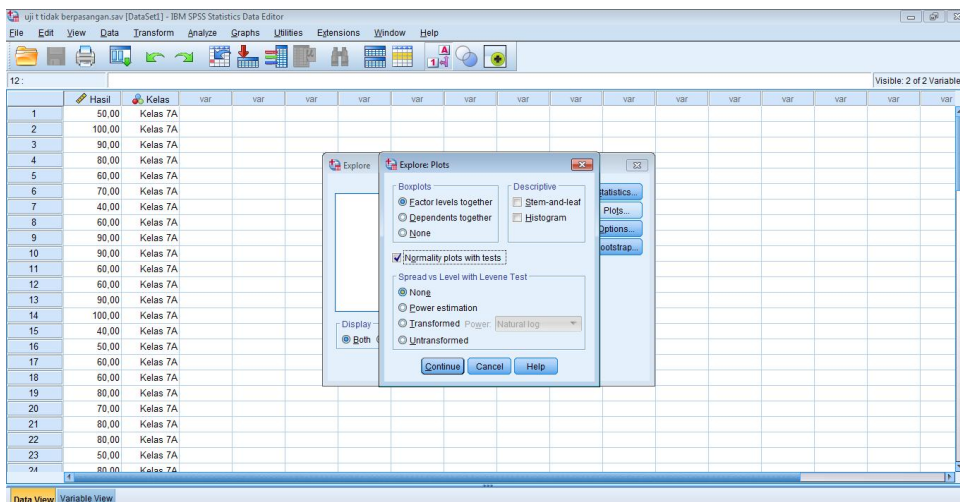 uji t tidak berpasangan.sav [DataSet1] - IBM SPSS Statistics Data Editor
File Edit View Data Transform Analyze Graphs Utilities Extensions Window Help
12 :
Visible: 2 of 2 Variable
Hasil Kelas var var var var var var var var var var var var var
1 50,00 Kelas 7A
2 100,00 Kelas 7A
3 90,00 Kelas 7A
4 80,00 Kelas 7A
5 60,00 Kelas 7A
6 70,00 Kelas 7A
7 40,00 Kelas 7A
8 60,00 Kelas 7A
9 90,00 Kelas 7A
10 90,00 Kelas 7A
11 60,00 Kelas 7A
12 60,00 Kelas 7A
13 90,00 Kelas 7A
14 100,00 Kelas 7A
15 40,00 Kelas 7A
16 50,00 Kelas 7A
17 60,00 Kelas 7A
18 60,00 Kelas 7A
19 80,00 Kelas 7A
20 70,00 Kelas 7A
21 80,00 Kelas 7A
22 80,00 Kelas 7A
23 50,00 Kelas 7A
24 80,00 Kelas 7A
Explore
Statistics...
Plots...
Options...
ootstrap...
Display
Both
Explore: Plots
Boxplots
Factor levels together
Dependents together
None
Descriptive
Stem-and-leaf
Histogram
Normality plots with tests
Spread vs Level with Levene Test
None
Power estimation
Transformed Power: Natural log
Untransformed
Continue Cancel Help
Data View Variable View